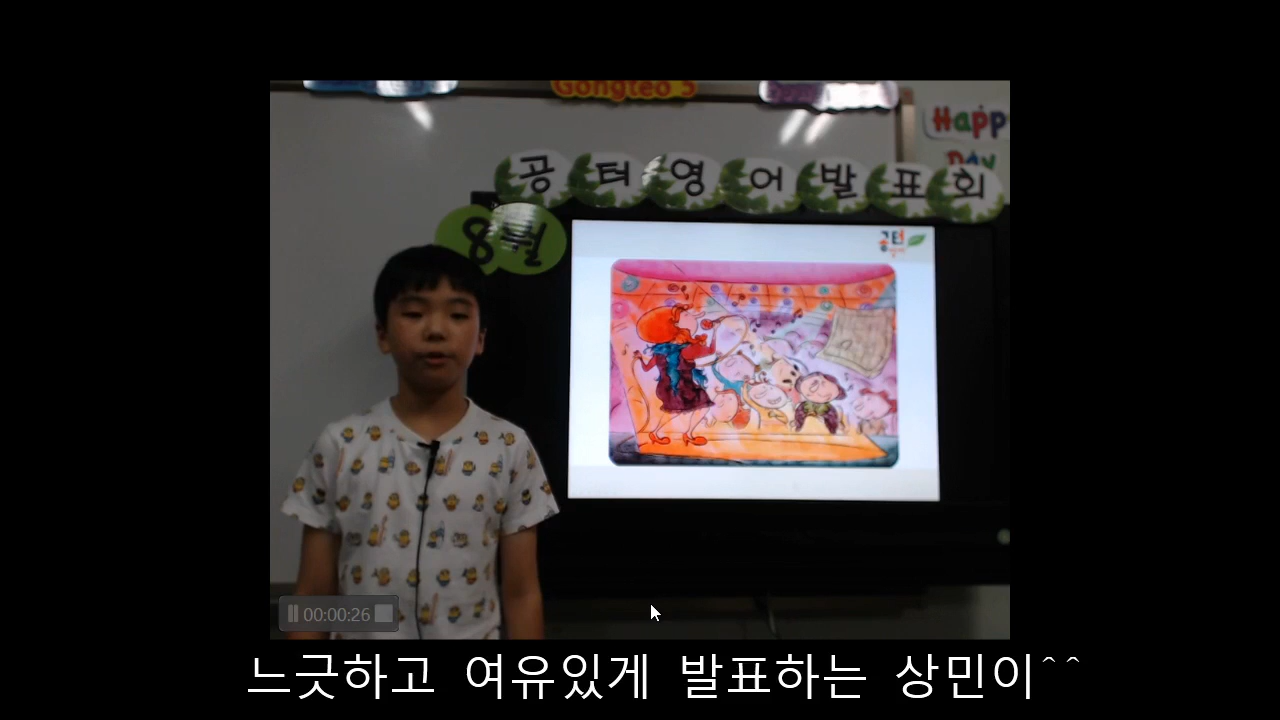 Gongteo 5
Happ
Day
공터영어발표회
8월
공터
00:00:26
느긋하고 여유있게 발표하는 상민이^^